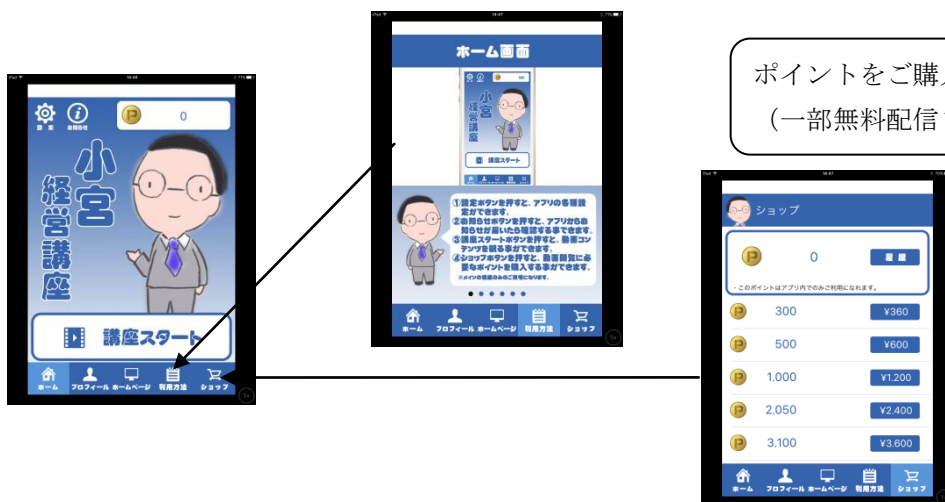 iPad
14:48
71%
設定
お知らせ
P
0
小宮
経営講座
講座スタート
ホーム
プロフィール
ホームページ
利用方法
ショップ
iPad
14:47
71%
ホーム画面
P
小宮
経営講座
講座スタート
①設定ボタンを押すと、アプリの各種設
定ができます。
②お知らせボタンを押すと、アプリからお
知らせが届いたら確認する事できます。
③講座スタートボタンを押すと、動画コン
テンツを観る事ができます。
④ショップボタンを押すと、動画閲覧に必
要なポイントを購入する事ができます。
ホーム
プロフィール
ホームページ
利用方法
ショップ
ポイントをご購
（一部無料配信
iPad
14:47
ショップ
P
0
履歴
・このポイントはアプリ内でのみご利用になれます。
P 300 ¥360
P 500 ¥600
P 1,000 ¥1,200
P 2,050 ¥2,400
P 3,100 ¥3,600
ホーム
プロフィール
ホームページ
利用方法
ショップ